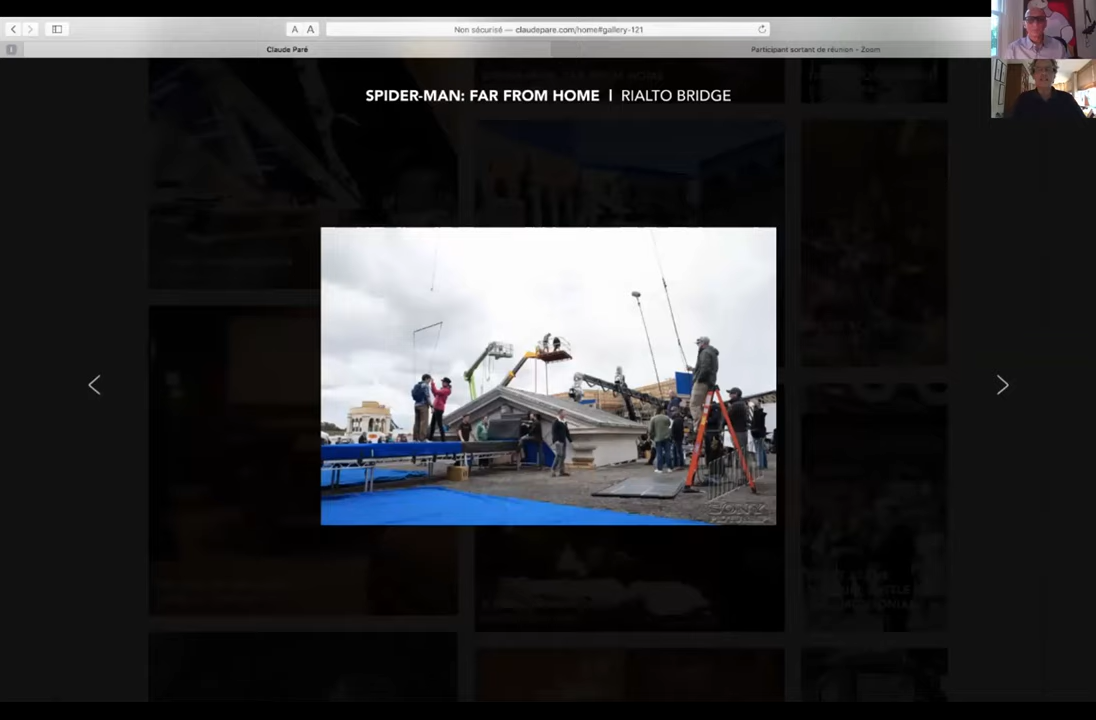 A A
Non sécurisé — claudepare.com/home#gallery-121
Claude Paré
Participant sortant de réunion - Zoom
SPIDER-MAN: FAR FROM HOME | RIALTO BRIDGE
SONY